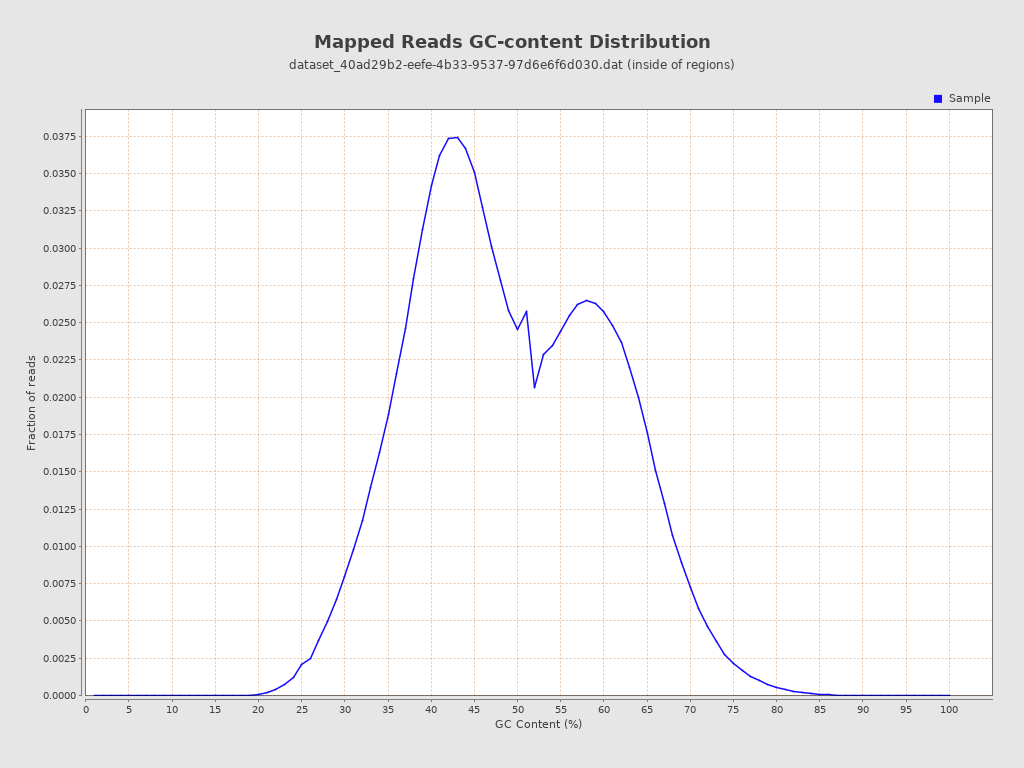 Mapped Reads GC-content Distribution
dataset_40ad29b2-eefe-4b33-9537-97d6e6f6d030.dat (inside of regions)
Sample
0.0375
0.0350
0.0325
0.0300
0.0275
0.0250
0.0225
0.0200
0.0175
0.0150
0.0125
0.0100
0.0075
0.0050
0.0025
0.0000
Fraction of reads
0 5 10 15 20 25 30 35 40 45 50 55 60 65 70 75 80 85 90 95 100
GC Content (%)